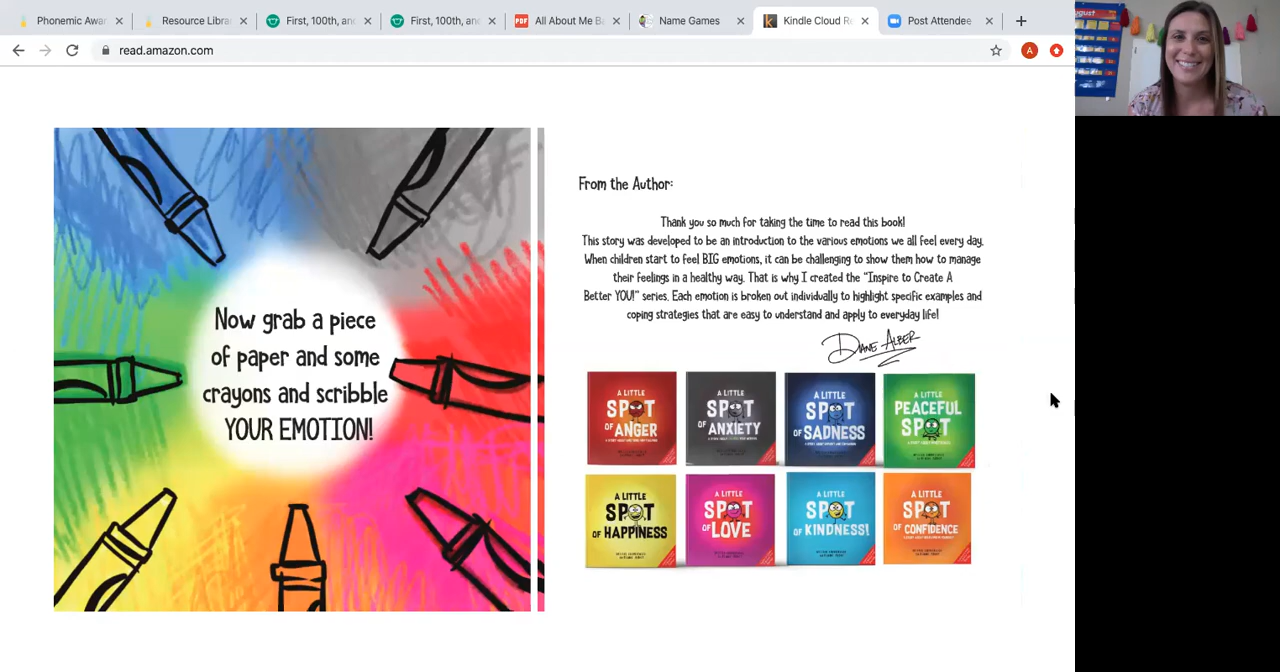 Phonemic Awar
Resource Librar
First, 100th, an
First, 100th, an
All About Me B
Name Games
Kindle Cloud R
Post Attendee
read.amazon.com
A
Now grab a piece
of paper and some
crayons and scribble
YOUR EMOTION!
From the Author:
Thank you so much for taking the time to read this book!
This story was developed to be an introduction to the various emotions we all feel every day.
When children start to feel BIG emotions, it can be challenging to show them how to manage
their feelings in a healthy way. That is why I created the "Inspire to Create A
Better YOU!" series. Each emotion is broken out individually to highlight specific examples and
coping strategies that are easy to understand and apply to everyday life!
DIANE ALBER
A LITTLE
SPOT
OF ANGER
A LITTLE
SPOT
OF ANXIETY
A LITTLE
SPOT
OF SADNESS
A LITTLE
PEACEFUL
SPOT
A LITTLE
SPOT
OF HAPPINESS
A LITTLE
SPOT
OF LOVE
A LITTLE
SPOT
OF KINDNESS!
A LITTLE
SPOT
OF CONFIDENCE